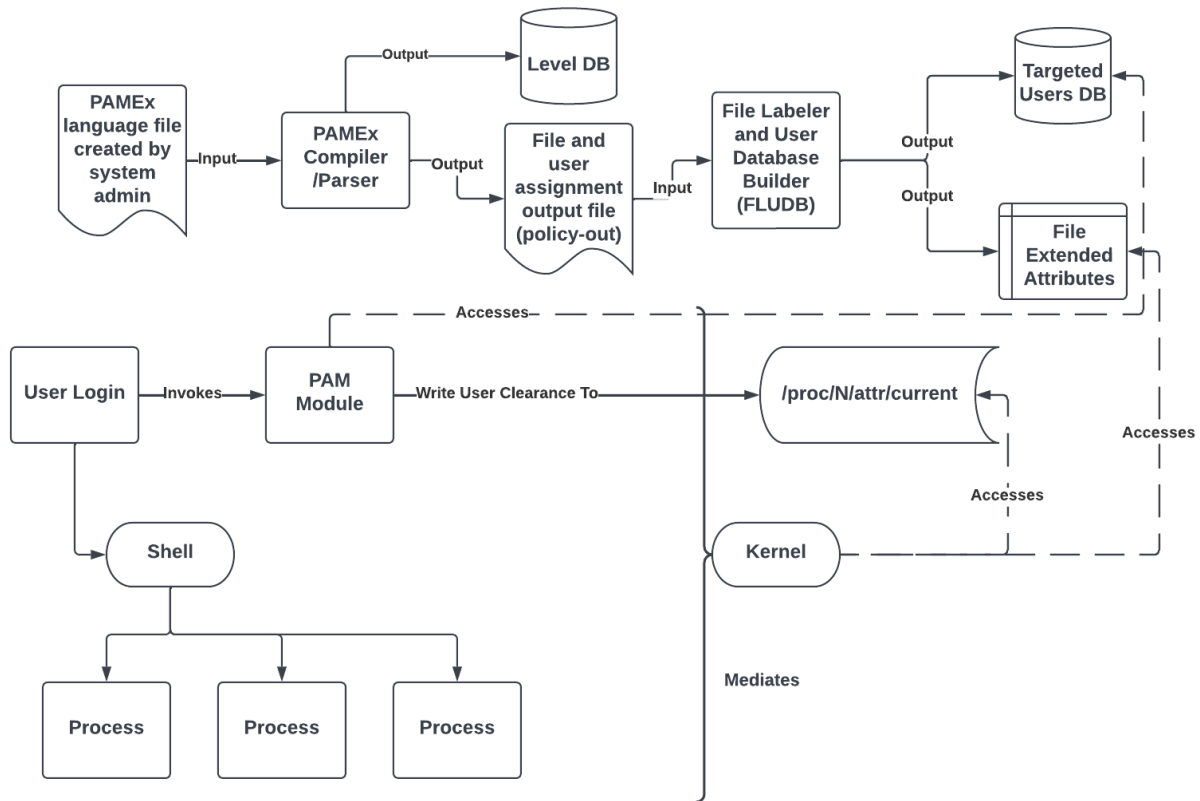 PAMEx
language file
created by
system
admin
Input
PAMEx
Compiler
/Parser
Output
Level DB
Output
File and
user
assignment
output file
(policy-out)
Input
File Labeler
and User
Database
Builder
(FLUDB)
Output
Output
Targeted
Users DB
File
Extended
Attributes
Accesses
User Login
Invokes
PAM
Module
Write User Clearance To
/proc/N/attr/current
Accesses
Accesses
Shell
Kernel
Mediates
Process
Process
Process